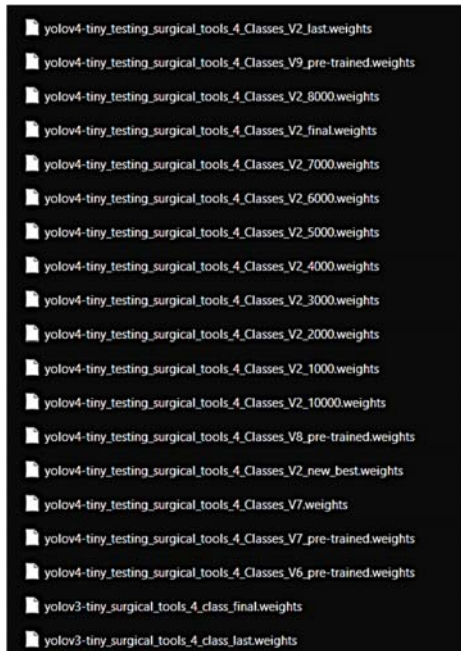 yolov4-tiny_testing_surgical_tools_4_Classes_V2_last.weights
yolov4-tiny_testing_surgical_tools_4_Classes_V9_pre-trained.weights
yolov4-tiny_testing_surgical_tools_4_Classes_V2_8000.weights
yolov4-tiny_testing_surgical_tools_4_Classes_V2_final.weights
yolov4-tiny_testing_surgical_tools_4_Classes_V2_7000.weights
yolov4-tiny_testing_surgical_tools_4_Classes_V2_6000.weights
yolov4-tiny_testing_surgical_tools_4_Classes_V2_5000.weights
yolov4-tiny_testing_surgical_tools_4_Classes_V2_4000.weights
yolov4-tiny_testing_surgical_tools_4_Classes_V2_3000.weights
yolov4-tiny_testing_surgical_tools_4_Classes_V2_2000.weights
yolov4-tiny_testing_surgical_tools_4_Classes_V2_1000.weights
yolov4-tiny_testing_surgical_tools_4_Classes_V2_10000.weights
yolov4-tiny_testing_surgical_tools_4_Classes_V8_pre-trained.weights
yolov4-tiny_testing_surgical_tools_4_Classes_V2_new_best.weights
yolov4-tiny_testing_surgical_tools_4_Classes_V7.weights
yolov4-tiny_testing_surgical_tools_4_Classes_V7_pre-trained.weights
yolov4-tiny_testing_surgical_tools_4_Classes_V6_pre-trained.weights
yolov3-tiny_surgical_tools_4_class_final.weights
yolov3-tiny_surgical_tools_4_class_last.weights